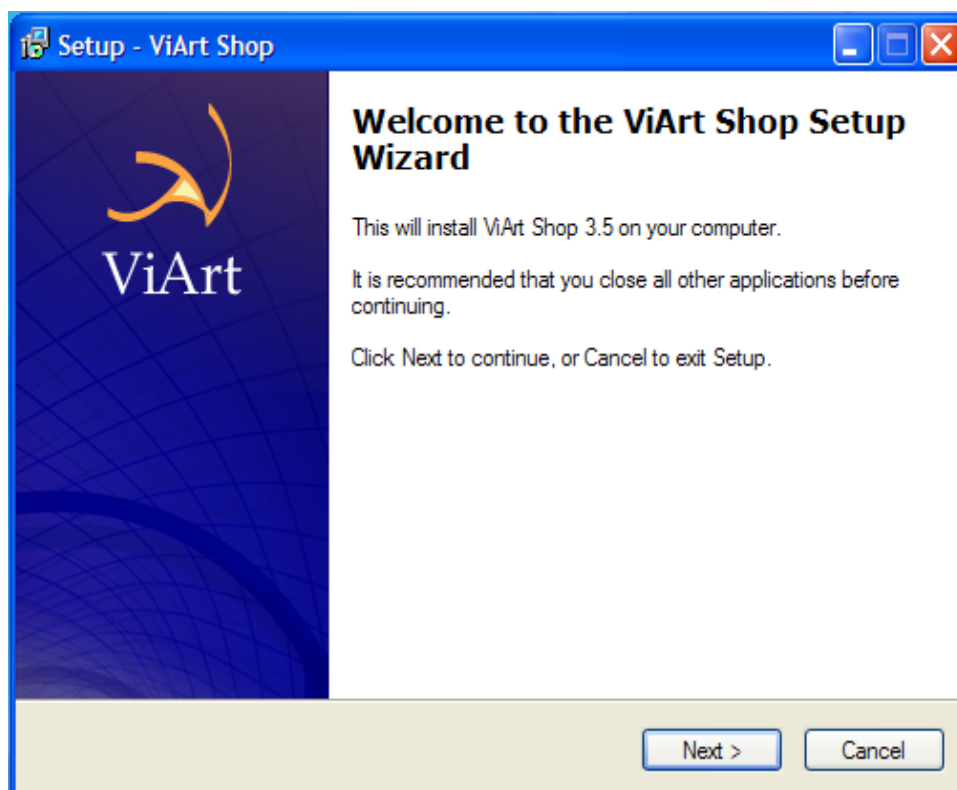 Setup - ViArt Shop
ViArt
Welcome to the ViArt Shop Setup
Wizard
This will install ViArt Shop 3.5 on your computer.
It is recommended that you close all other applications before
continuing.
Click Next to continue, or Cancel to exit Setup.
Next >
Cancel